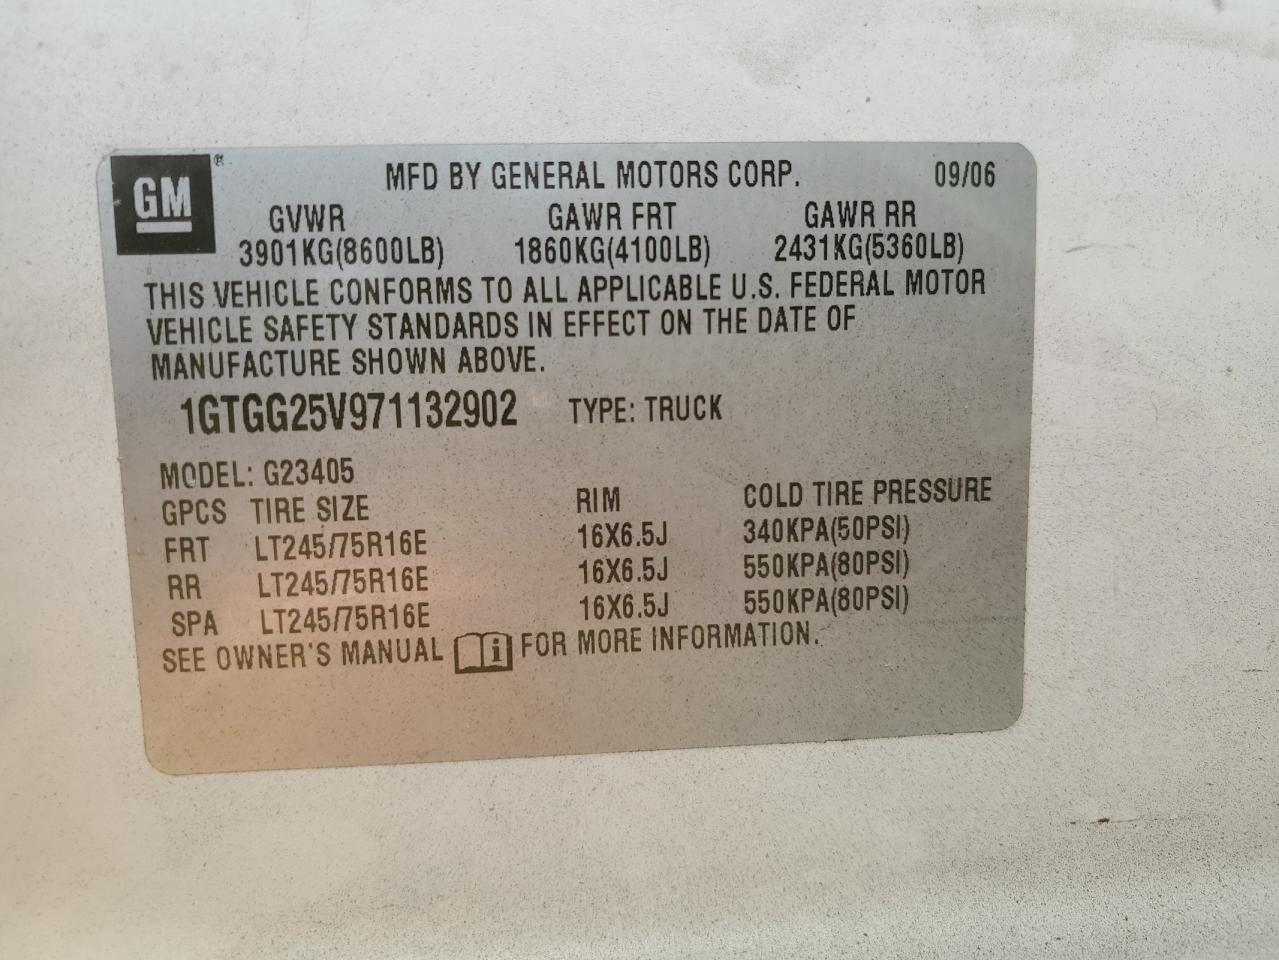 GM®
MFD BY GENERAL MOTORS CORP. 09/06
GVWR GAWR FRT GAWR RR
3901KG(8600LB) 1860KG(4100LB) 2431KG(5360LB)
THIS VEHICLE CONFORMS TO ALL APPLICABLE U.S. FEDERAL MOTOR
VEHICLE SAFETY STANDARDS IN EFFECT ON THE DATE OF
MANUFACTURE SHOWN ABOVE.
1GTGG25V971132902 TYPE: TRUCK
MODEL: G23405
GPCS TIRE SIZE RIM COLD TIRE PRESSURE
FRT LT245/75R16E 16X6.5J 340KPA(50PSI)
RR LT245/75R16E 16X6.5J 550KPA(80PSI)
SPA LT245/75R16E 16X6.5J 550KPA(80PSI)
SEE OWNER'S MANUAL i FOR MORE INFORMATION.